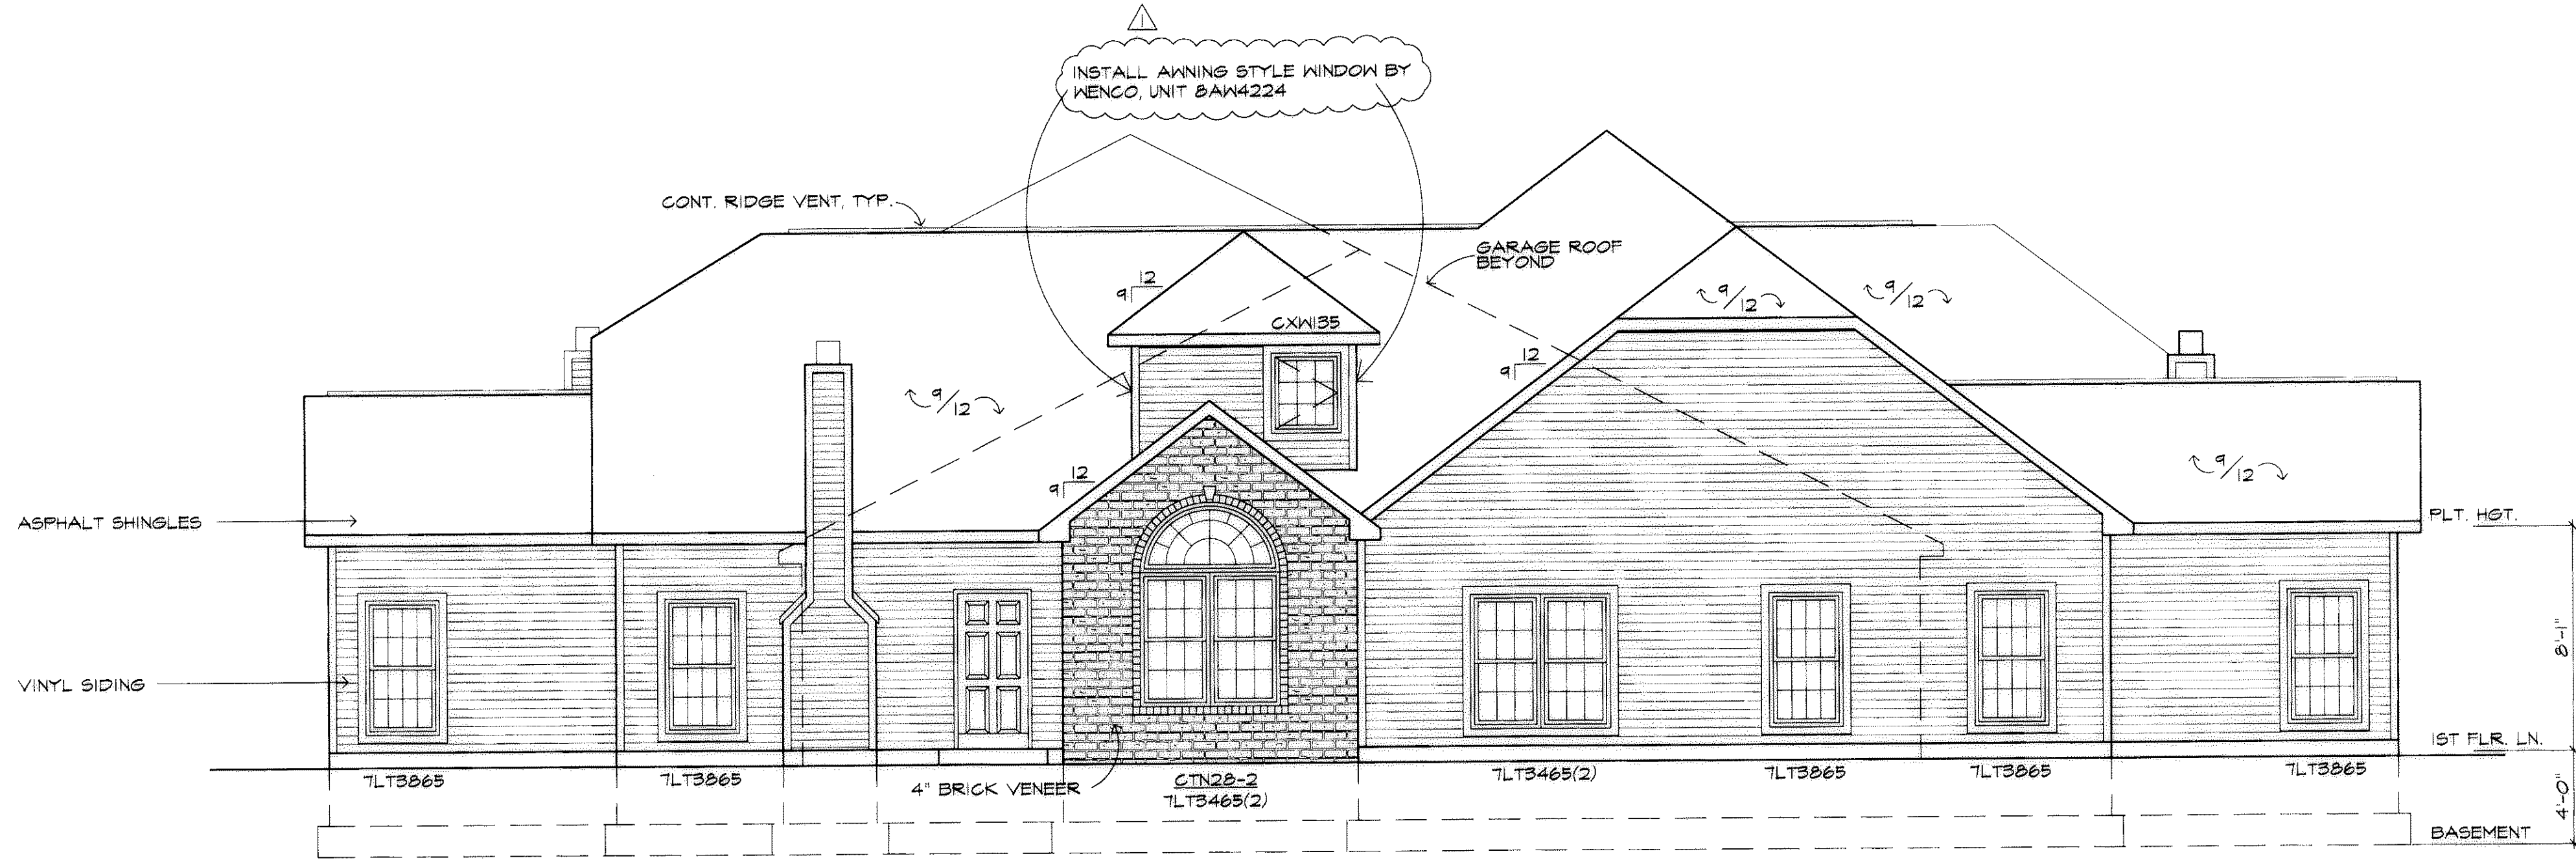 1
INSTALL AWNING STYLE WINDOW BY
WENCO, UNIT 8AW4224
CONT. RIDGE VENT, TYP.
GARAGE ROOF
BEYOND
12
9
9/12
9/12
CXW135
12
9
9/12
12
9
9/12
ASPHALT SHINGLES
PLT. HGT.
8'-1"
VINYL SIDING
1ST FLR. LN.
7LT3865
7LT3865
4" BRICK VENEER
CTN28-2
7LT3465(2)
7LT3465(2)
7LT3865
7LT3865
7LT3865
4'-0"
BASEMENT